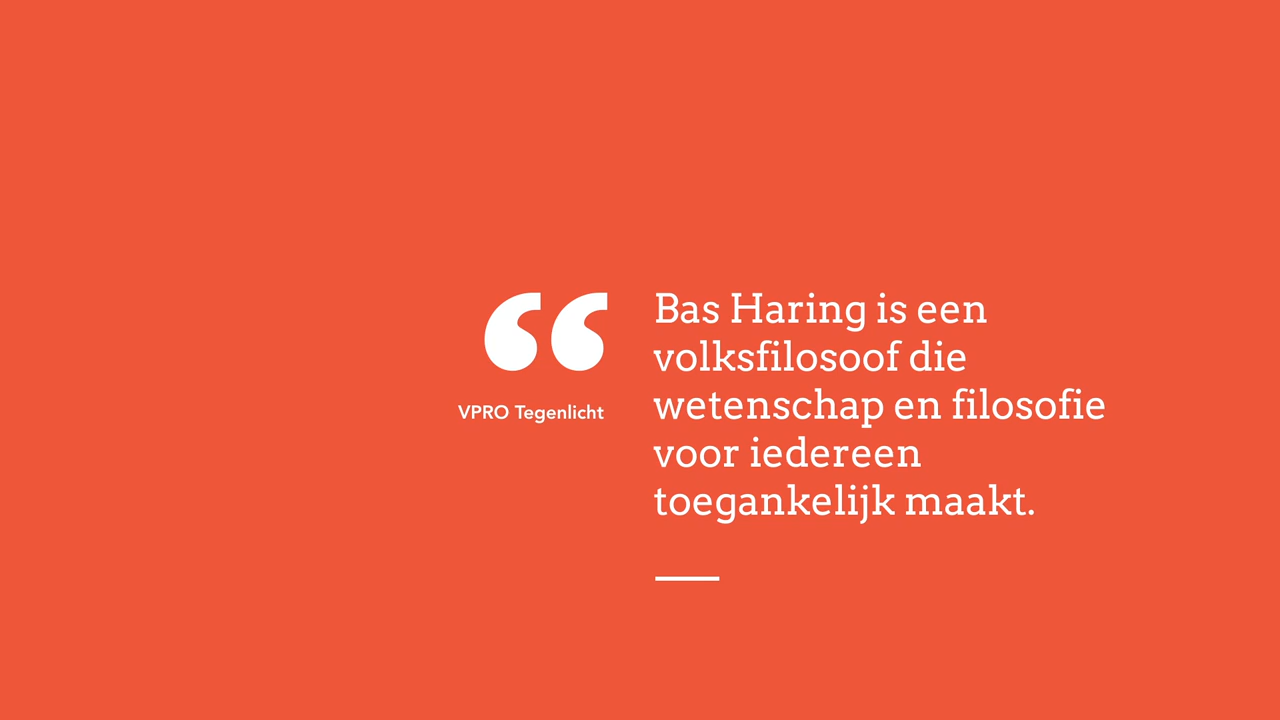 “
VPRO Tegenlicht
Bas Haring is een
volksfilosoof die
wetenschap en filosofie
voor iedereen
toegankelijk maakt.